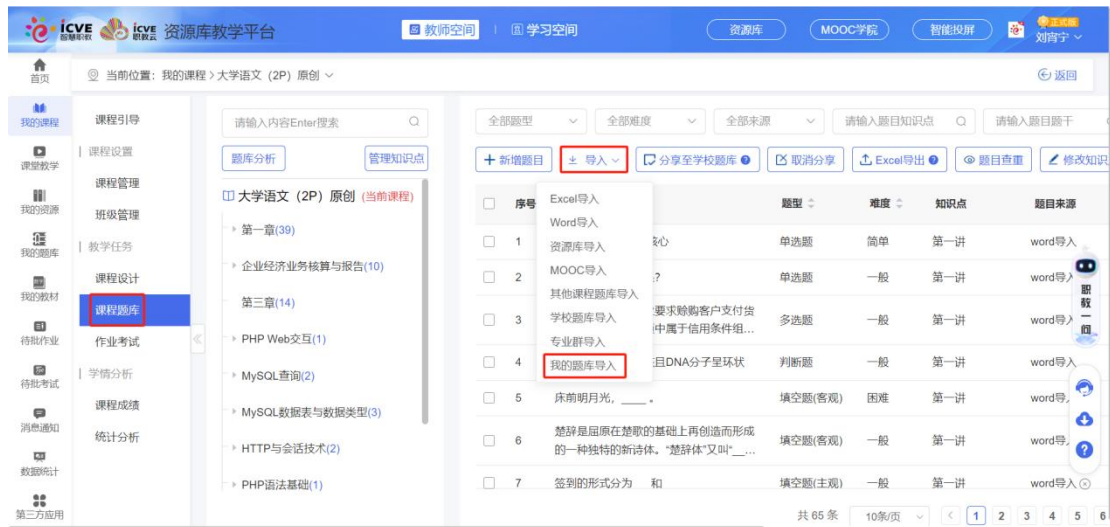 icve 智慧职教 icve 职教云 资源库教学平台
教师空间 学习空间
资源库 MOOC学院 智能投屏
正式版
刘宵宁
首页
当前位置：我的课程 > 大学语文（2P）原创
返回
我的课程
课堂教学
我的资源
我的题库
我的教材
待批作业
待批考试
消息通知
数据统计
第三方应用
课程引导
课程设置
课程管理
班级管理
教学任务
课程设计
课程题库
作业考试
学情分析
课程成绩
统计分析
请输入内容Enter搜索
题库分析 管理知识点
大学语文（2P）原创 (当前课程)
第一章(39)
企业经济业务核算与报告(10)
第三章(14)
PHP Web交互(1)
MySQL查询(2)
MySQL数据表与数据类型(3)
HTTP与会话技术(2)
PHP语法基础(1)
全部题型 全部难度 全部来源 请输入题目知识点 请输入题目题干
新增题目 导入 分享至学校题库 取消分享 Excel导出 题目查重 修改知识
Excel导入
Word导入
资源库导入
MOOC导入
其他课程题库导入
学校题库导入
专业群导入
我的题库导入
序号 题型 难度 知识点 题目来源
1 核心 单选题 简单 第一讲 word导入
2 ? 单选题 一般 第一讲 word导入
3 要求赊购客户支付货
中属于信用条件组... 多选题 一般 第一讲 word导入
4 且DNA分子呈环状 判断题 一般 第一讲 word导入
5 床前明月光，____。 填空题(客观) 困难 第一讲 word导入
6 楚辞是屈原在楚歌的基础上再创造而形成
的一种独特的新诗体。“楚辞体”又叫“__... 填空题(客观) 一般 第一讲 word导入
7 签到的形式分为 和 填空题(主观) 一般 第一讲 word导入
职教一问
共 65 条 10条/页 < 1 2 3 4 5 6